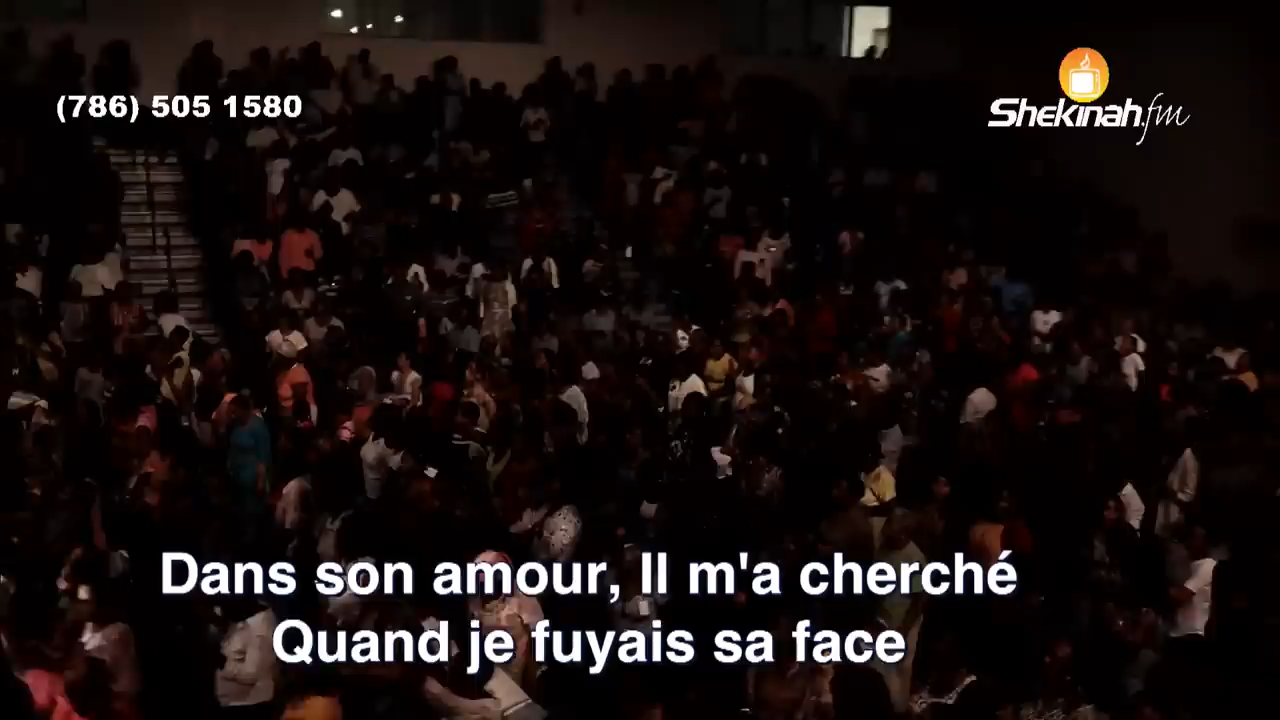 (786) 505 1580
Shekinah.fm
Dans son amour, Il m'a cherché
Quand je fuyais sa face